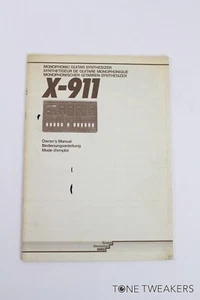 MONOPHONIC GUITAR SYNTHESIZER
SYNTHETISEUR DE GUITARE MONOPHONIQUE
MONOPHONISCHER GITARREN SYNTHESIZER
X-911
Owner's Manual
Bedienungsanleitung
Mode d'emploi
TONE TWEAKERS